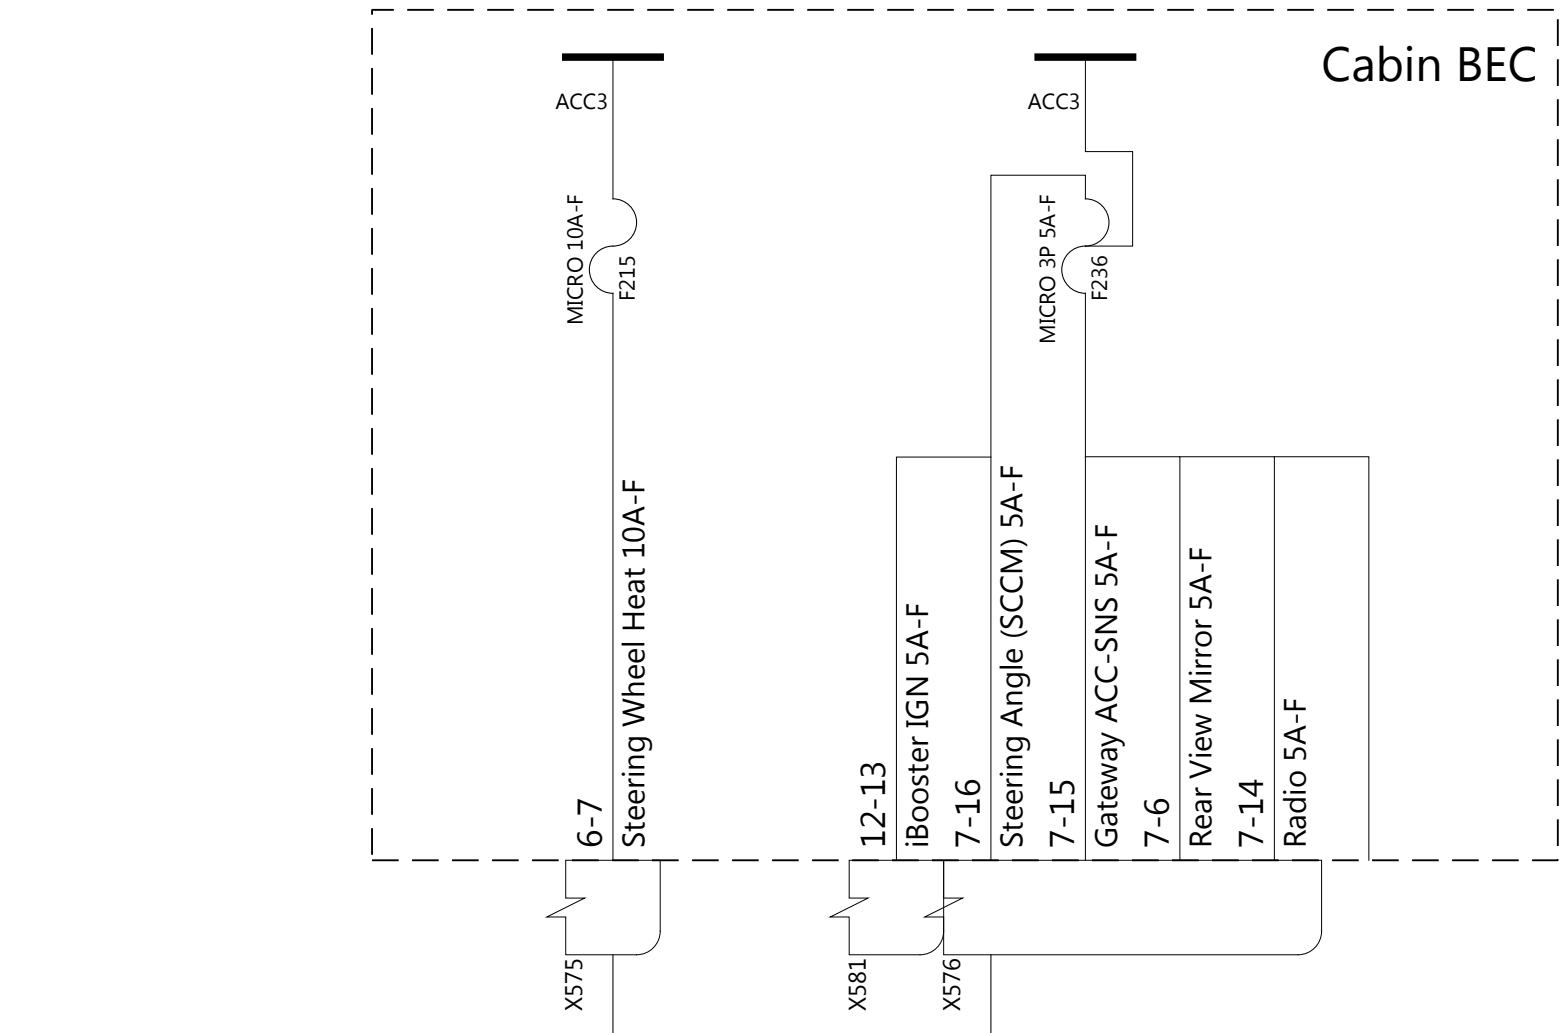 Cabin BEC
ACC3
ACC3
MICRO 10A-F
F215
MICRO 3P 5A-F
F236
6-7
Steering Wheel Heat 10A-F
12-13
iBooster IGN 5A-F
7-16
Steering Angle (SCCM) 5A-F
7-15
Gateway ACC-SNS 5A-F
7-6
Rear View Mirror 5A-F
7-14
Radio 5A-F
X575
X581
X576